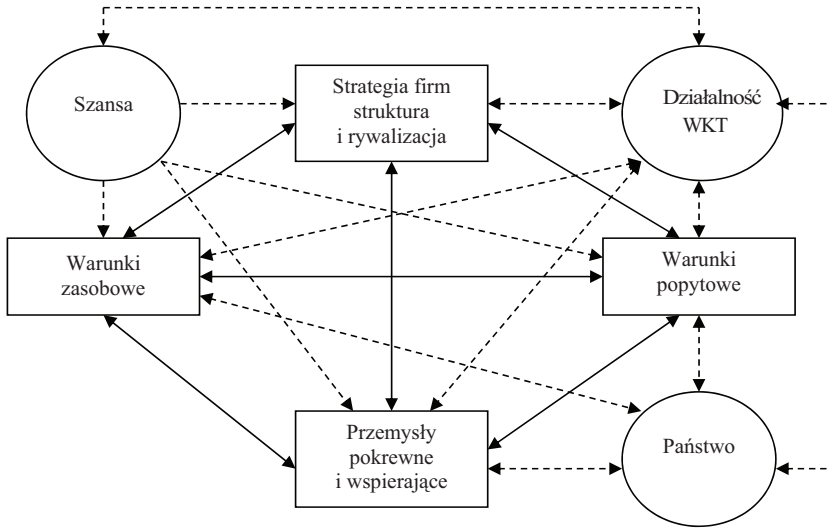 Szansa
Strategia firm
struktura
i rywalizacja
Działalność
WKT
Warunki
zasobowe
Warunki
popytowe
Przemysły
pokrewne
i wspierające
Państwo